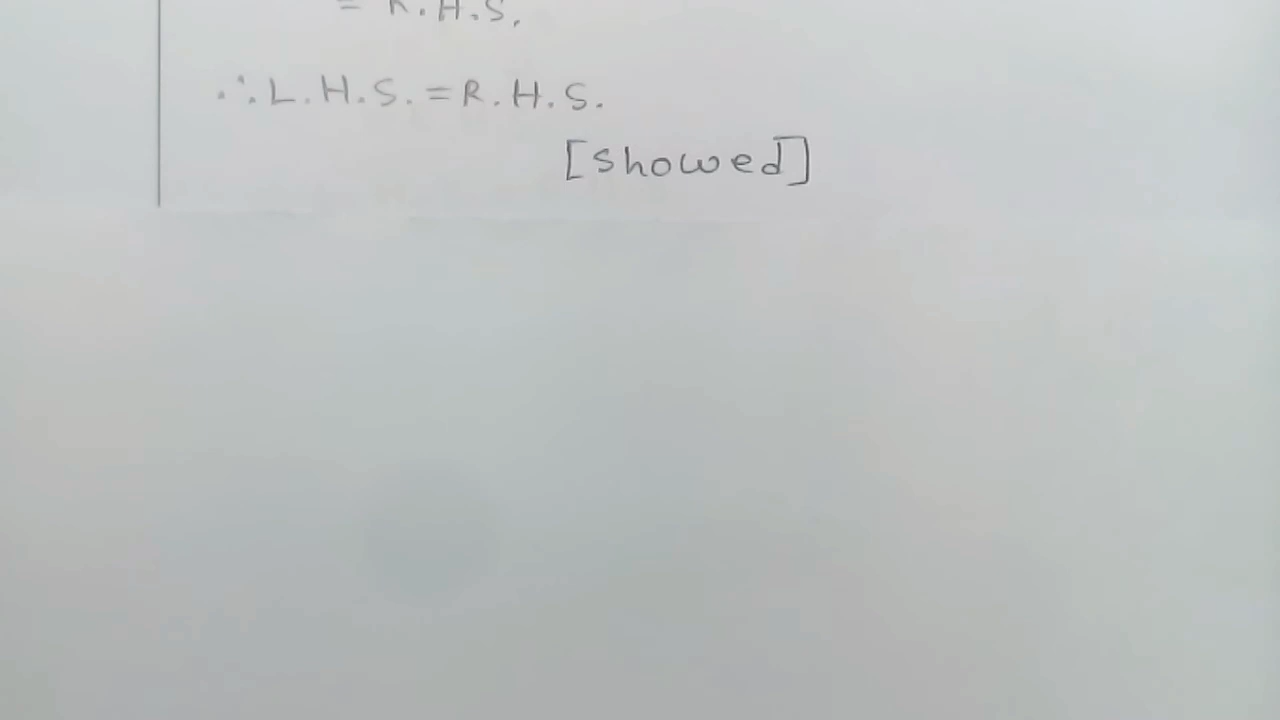 = R.H.S.
∴ L.H.S. = R.H.S.
[showed]